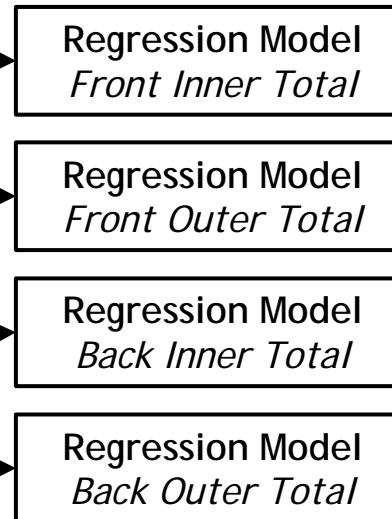 Regression Model
Front Inner Total
Regression Model
Front Outer Total
Regression Model
Back Inner Total
Regression Model
Back Outer Total